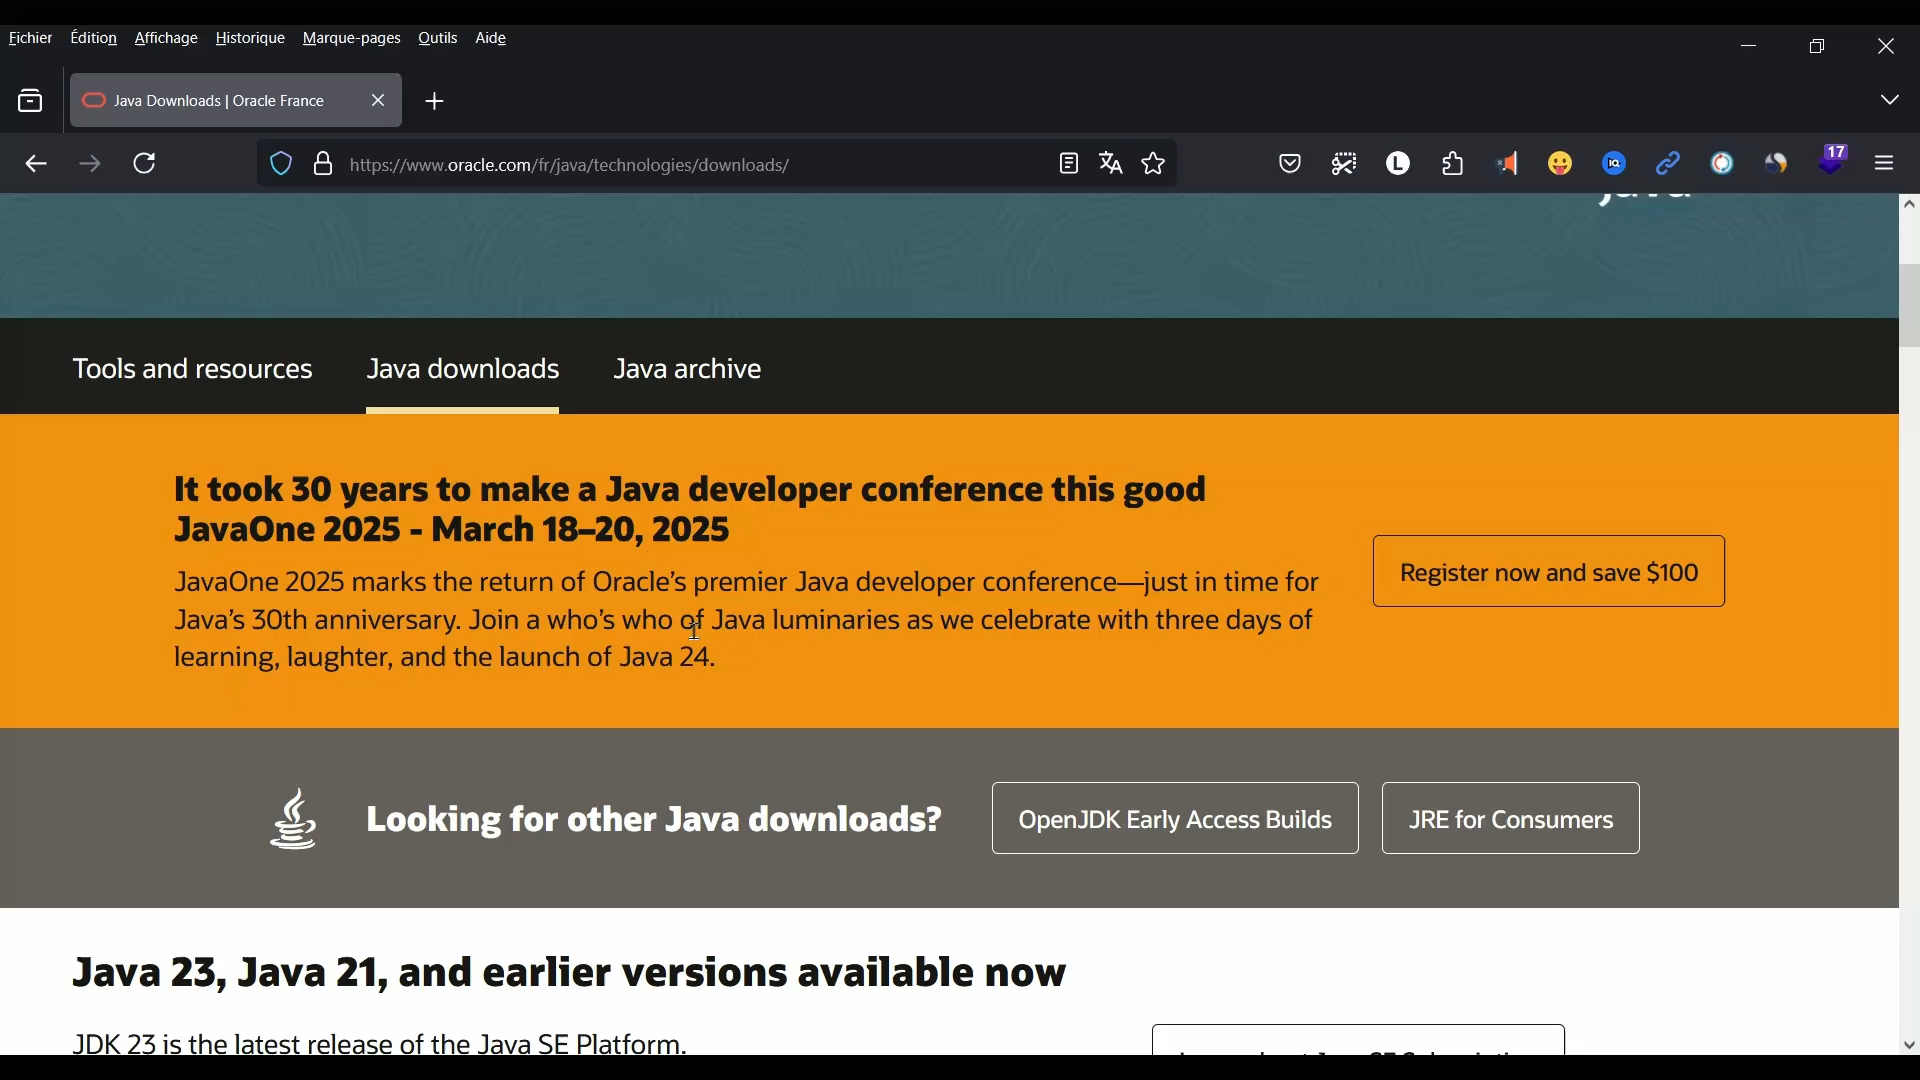 Fichier Édition Affichage Historique Marque-pages Outils Aide
Java Downloads | Oracle France
https://www.oracle.com/fr/java/technologies/downloads/
17
Tools and resources Java downloads Java archive
It took 30 years to make a Java developer conference this good
JavaOne 2025 - March 18–20, 2025
JavaOne 2025 marks the return of Oracle’s premier Java developer conference—just in time for
Java’s 30th anniversary. Join a who’s who of Java luminaries as we celebrate with three days of
learning, laughter, and the launch of Java 24.
Register now and save $100
Looking for other Java downloads?
OpenJDK Early Access Builds
JRE for Consumers
Java 23, Java 21, and earlier versions available now
JDK 23 is the latest release of the Java SE Platform.